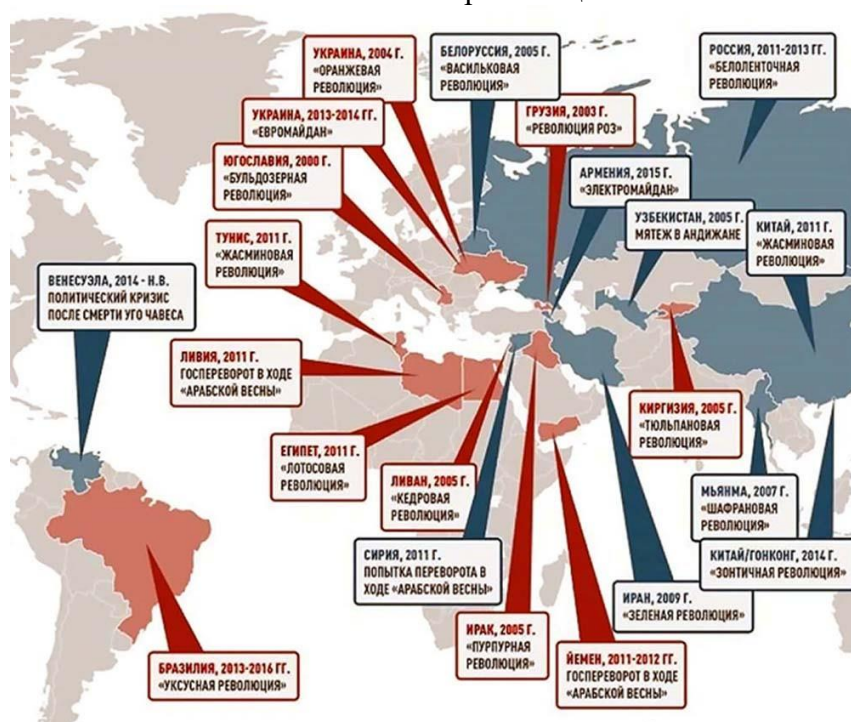 УКРАИНА, 2004 Г.
«ОРАНЖЕВАЯ
РЕВОЛЮЦИЯ»
БЕЛОРУССИЯ, 2005 Г.
«ВАСИЛЬКОВАЯ
РЕВОЛЮЦИЯ»
РОССИЯ, 2011-2013 ГГ.
«БЕЛОЛЕНТОЧНАЯ
РЕВОЛЮЦИЯ»
УКРАИНА, 2013-2014 ГГ.
«ЕВРОМАЙДАН»
ГРУЗИЯ, 2003 Г.
«РЕВОЛЮЦИЯ РОЗ»
ЮГОСЛАВИЯ, 2000 Г.
«БУЛЬДОЗЕРНАЯ
РЕВОЛЮЦИЯ»
АРМЕНИЯ, 2015 Г.
«ЭЛЕКТРОМАЙДАН»
УЗБЕКИСТАН, 2005 Г.
МЯТЕЖ В АНДИЖАНЕ
КИТАЙ, 2011 Г.
«ЖАСМИНОВАЯ
РЕВОЛЮЦИЯ»
ТУНИС, 2011 Г.
«ЖАСМИНОВАЯ
РЕВОЛЮЦИЯ»
ВЕНЕСУЭЛА, 2014 - Н.В.
ПОЛИТИЧЕСКИЙ КРИЗИС
ПОСЛЕ СМЕРТИ УГО ЧАВЕСА
ЛИВИЯ, 2011 Г.
ГОСПЕРЕВОРОТ В ХОДЕ
«АРАБСКОЙ ВЕСНЫ»
КИРГИЗИЯ, 2005 Г.
«ТЮЛЬПАНОВАЯ
РЕВОЛЮЦИЯ»
ЕГИПЕТ, 2011 Г.
«ЛОТОСОВАЯ
РЕВОЛЮЦИЯ»
ЛИВАН, 2005 Г.
«КЕДРОВАЯ
РЕВОЛЮЦИЯ»
МЬЯНМА, 2007 Г.
«ШАФРАНОВАЯ
РЕВОЛЮЦИЯ»
СИРИЯ, 2011 Г.
ПОПЫТКА ПЕРЕВОРОТА В
ХОДЕ «АРАБСКОЙ ВЕСНЫ»
КИТАЙ/ГОНКОНГ, 2014 Г.
«ЗОНТИЧНАЯ РЕВОЛЮЦИЯ»
ИРАН, 2009 Г.
«ЗЕЛЕНАЯ РЕВОЛЮЦИЯ»
ИРАК, 2005 Г.
«ПУРПУРНАЯ
РЕВОЛЮЦИЯ»
ЙЕМЕН, 2011-2012 ГГ.
ГОСПЕРЕВОРОТ В ХОДЕ
«АРАБСКОЙ ВЕСНЫ»
БРАЗИЛИЯ, 2013-2016 ГГ.
«УКСУСНАЯ РЕВОЛЮЦИЯ»